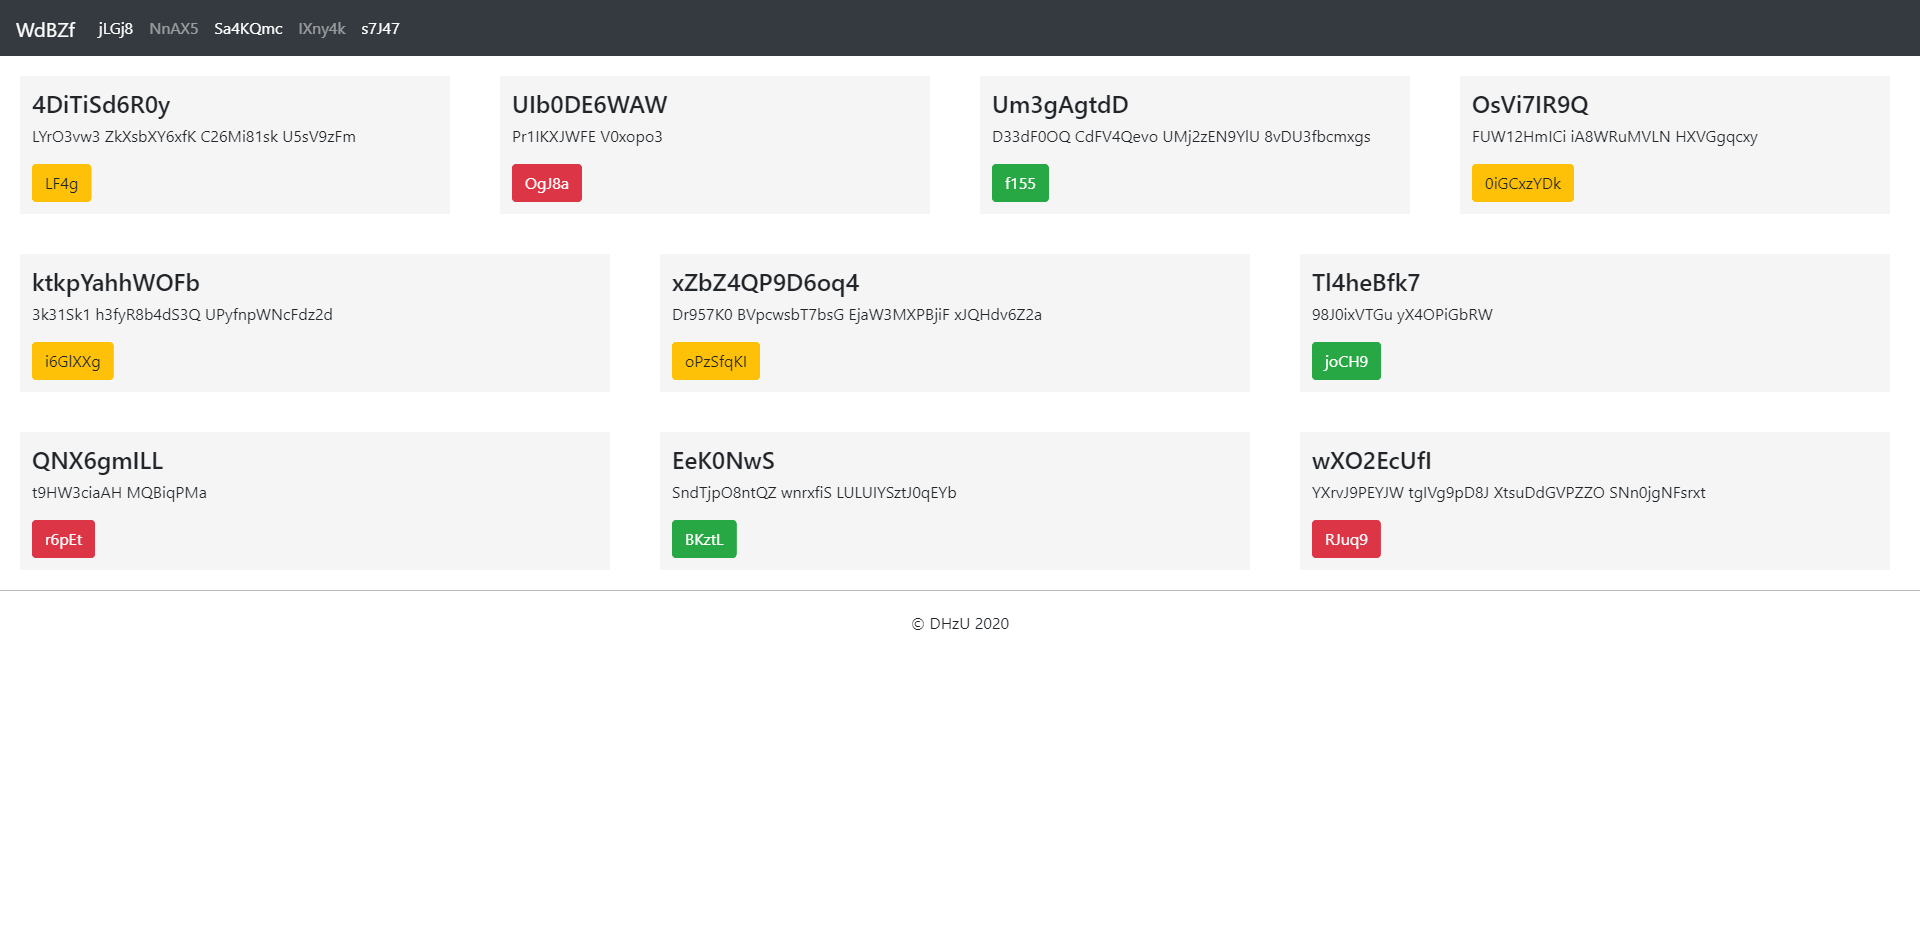 WdBZf jLGj8 NnAX5 Sa4KQmc IXny4k s7J47
4DiTiSd6R0y
LYrO3vw3 ZkXsbXY6xfK C26Mi81sk U5sV9zFm
LF4g
UIb0DE6WAW
Pr1IKXJWFE V0xopo3
OgJ8a
Um3gAgtdD
D33dF0OQ CdFV4Qevo UMj2zEN9YlU 8vDU3fbcmxgs
f155
OsVi7IR9Q
FUW12HmICi iA8WRuMVLN HXVGgqcxy
0iGCxzYDk
ktkpYahhWOFb
3k31Sk1 h3fyR8b4dS3Q UPyfnpWNcFdz2d
i6GlXXg
xZbZ4QP9D6oq4
Dr957K0 BVpcwsbT7bsG EjaW3MXPBjiF xJQHdv6Z2a
oPzSfqKI
Tl4heBfk7
98J0ixVTGu yX4OPiGbRW
joCH9
QNX6gmILL
t9HW3ciaAH MQBiqPMa
r6pEt
EeK0NwS
SndTjpO8ntQZ wnrxfiS LULUIYSztJ0qEYb
BKztL
wXO2EcUfI
YXrvJ9PEYJW tgIVg9pD8J XtsuDdGVPZZO SNn0jgNFsrxt
RJuq9
© DHzU 2020